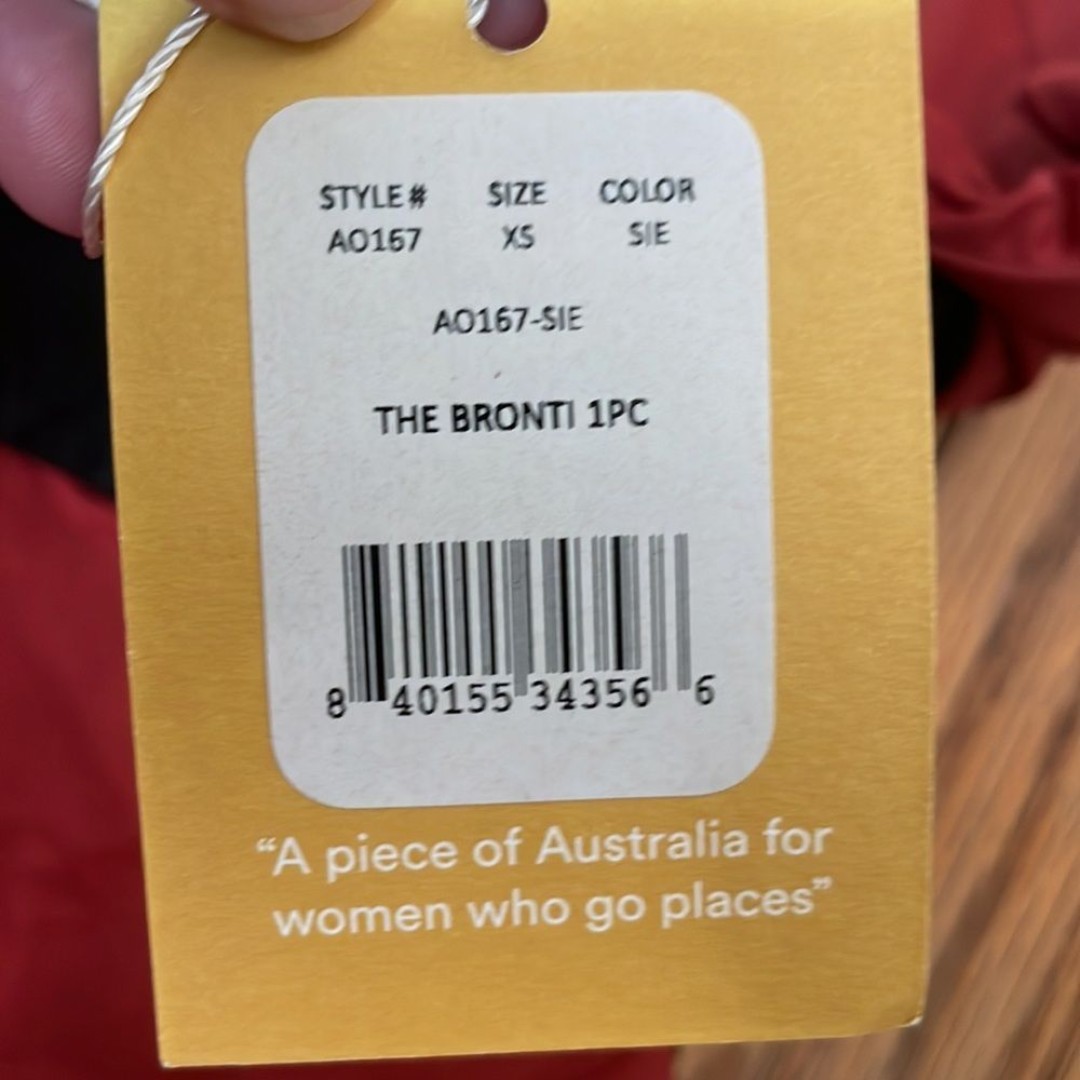 STYLE# SIZE COLOR
AO167 XS SIE
AO167-SIE
THE BRONTI 1PC
8 40155 34356 6
“A piece of Australia for
women who go places”